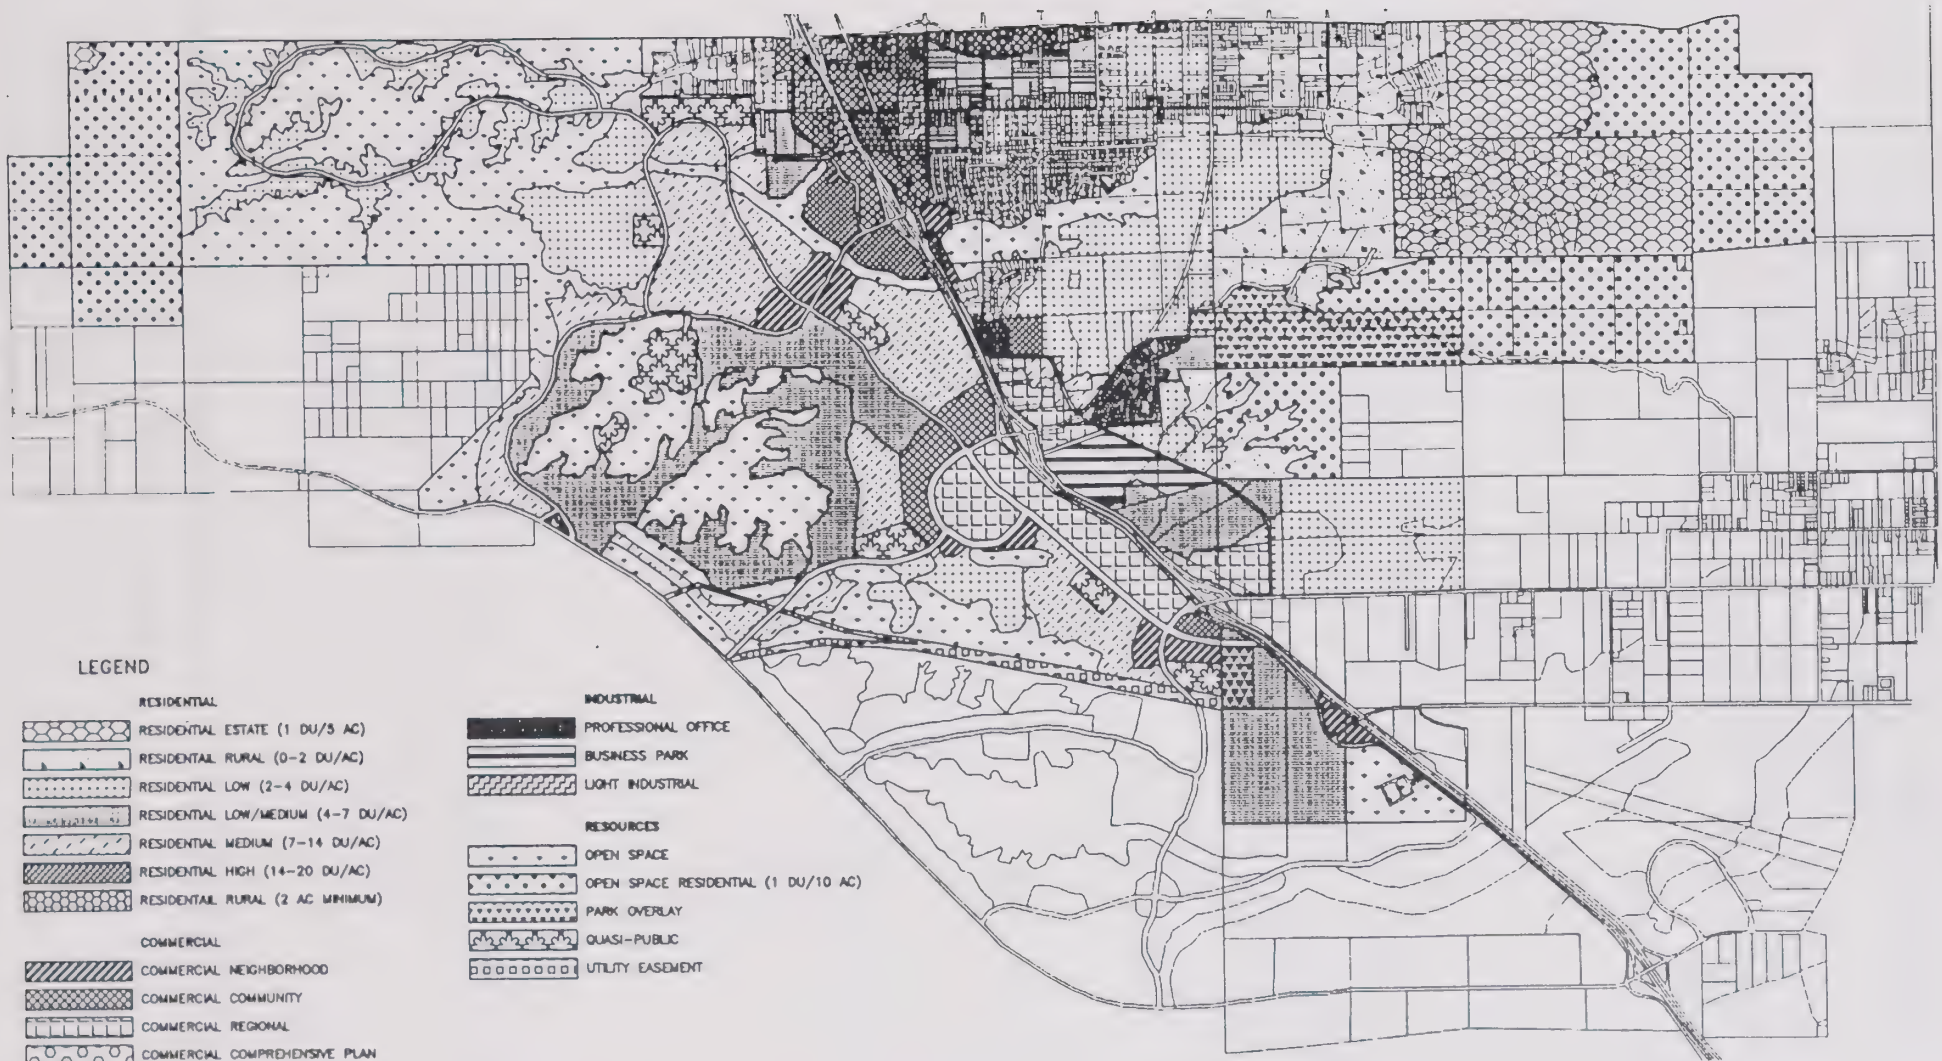 LEGEND
RESIDENTIAL
RESIDENTIAL ESTATE (1 DU/5 AC)
RESIDENTAIL RURAL (0-2 DU/AC)
RESIDENTIAL LOW (2-4 DU/AC)
RESIDENTIAL LOW/MEDIUM (4-7 DU/AC)
RESIDENTIAL MEDIUM (7-14 DU/AC)
RESIDENTIAL HIGH (14-20 DU/AC)
RESIDENTAIL RURAL (2 AC MINIMUM)
COMMERCIAL
COMMERCIAL NEIGHBORHOOD
COMMERCIAL COMMUNITY
COMMERCIAL REGIONAL
COMMERCIAL COMPREHENSIVE PLAN
INDUSTRIAL
PROFESSIONAL OFFICE
BUSINESS PARK
LIGHT INDUSTRIAL
RESOURCES
OPEN SPACE
OPEN SPACE RESIDENTIAL (1 DU/10 AC)
PARK OVERLAY
QUASI-PUBLIC
UTILITY EASEMENT